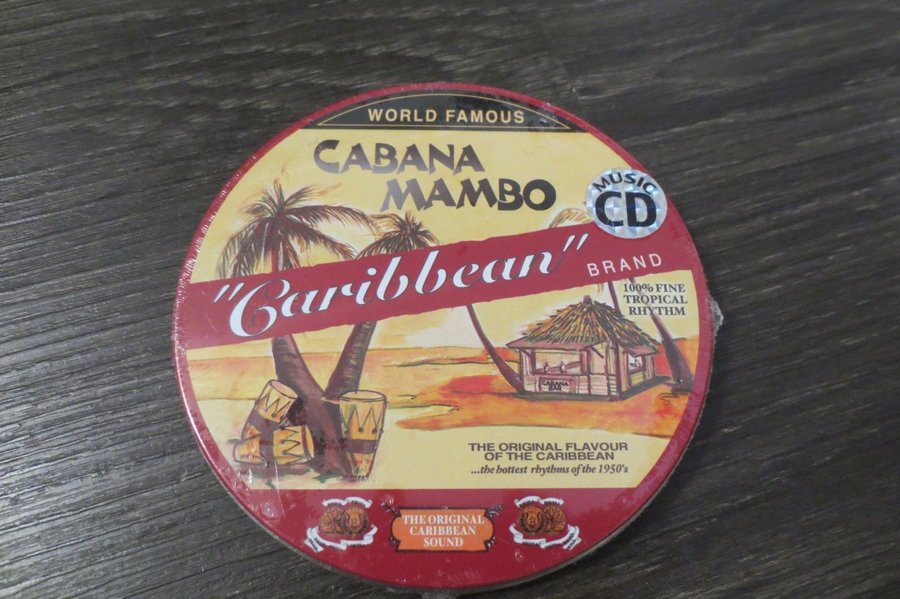 WORLD FAMOUS
CABANA
MAMBO
MUSIC
CD
"Caribbean"
BRAND
100% FINE
TROPICAL
RHYTHM
CABANA
BAR
THE ORIGINAL FLAVOUR
OF THE CARIBBEAN
...the hottest rhythms of the 1950's
THE ORIGINAL
CARIBBEAN
SOUND